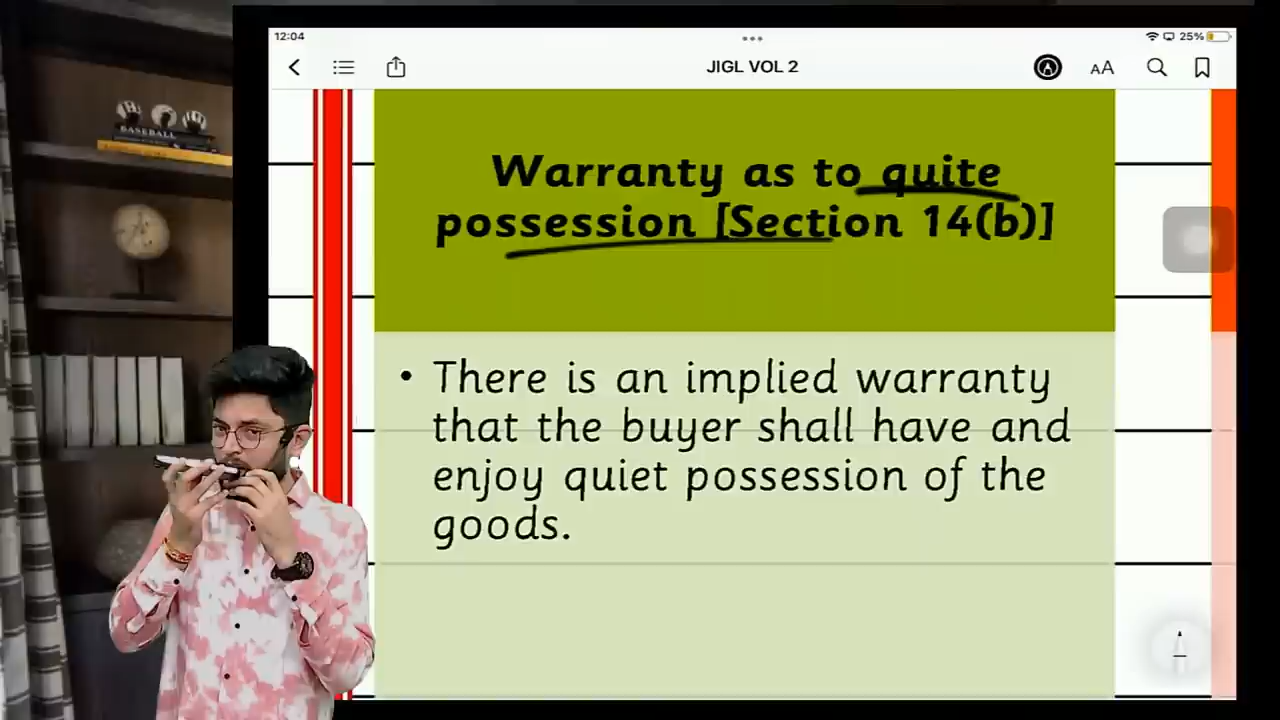 12:04
25%
JIGL VOL 2
AA
Warranty as to quite
possession [Section 14(b)]
• There is an implied warranty
that the buyer shall have and
enjoy quiet possession of the
goods.
BASEBALL